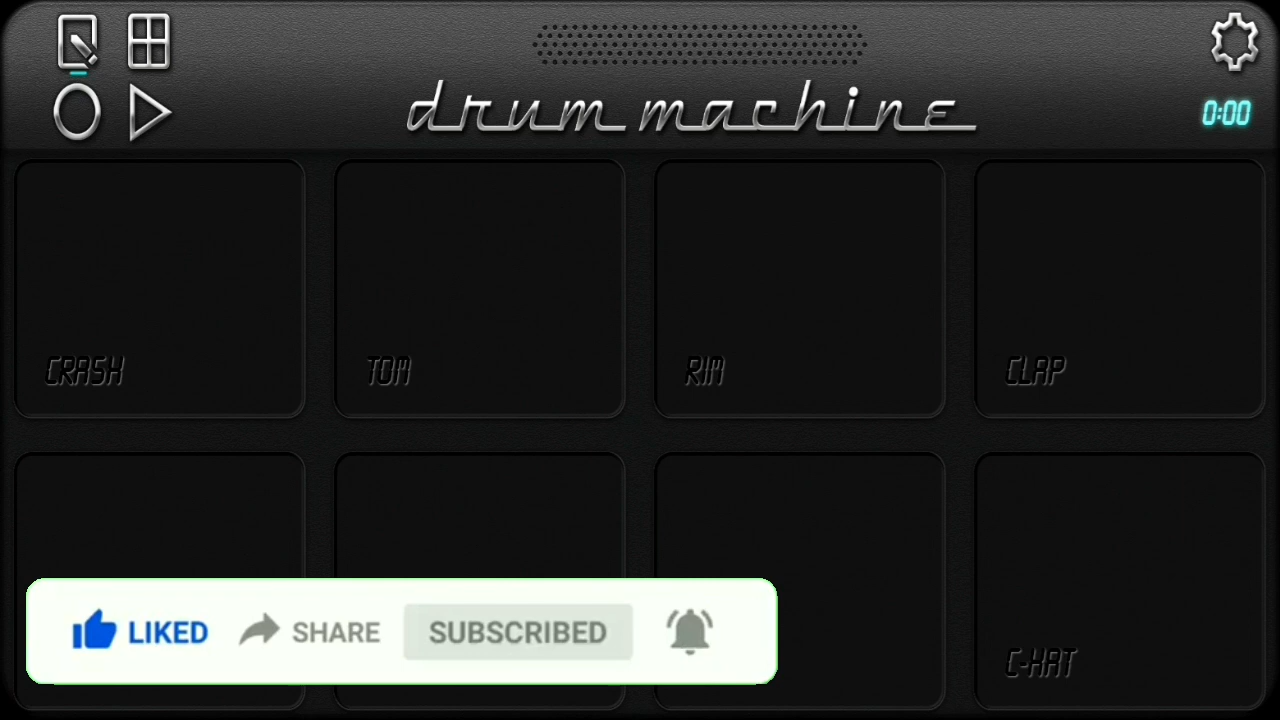 drum machine
0:00
CRASH
TOM
RIM
CLAP
LIKED SHARE SUBSCRIBED
C-HAT